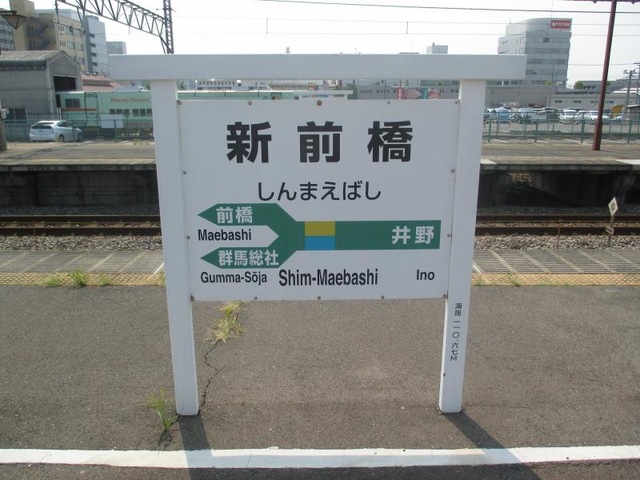 新前橋
しんまえばし
前橋
Maebashi
井野
群馬総社
Gumma-Sōja
Shim-Maebashi
Ino
海抜 一一〇.六七M